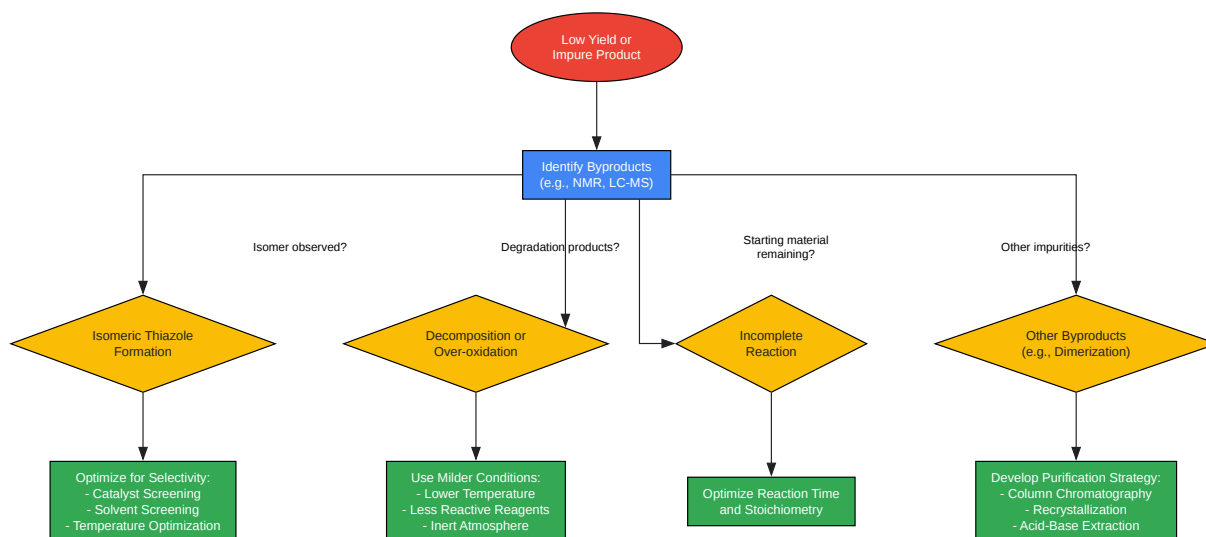 Low Yield or
Impure Product
Identify Byproducts
(e.g., NMR, LC-MS)
Isomer observed?
Degradation products?
Starting material
remaining?
Other impurities?
Isomeric Thiazole
Formation
Decomposition or
Over-oxidation
Incomplete
Reaction
Other Byproducts
(e.g., Dimerization)
Optimize for Selectivity:
- Catalyst Screening
- Solvent Screening
- Temperature Optimization
Use Milder Conditions:
- Lower Temperature
- Less Reactive Reagents
- Inert Atmosphere
Optimize Reaction Time
and Stoichiometry
Develop Purification Strategy:
- Column Chromatography
- Recrystallization
- Acid-Base Extraction